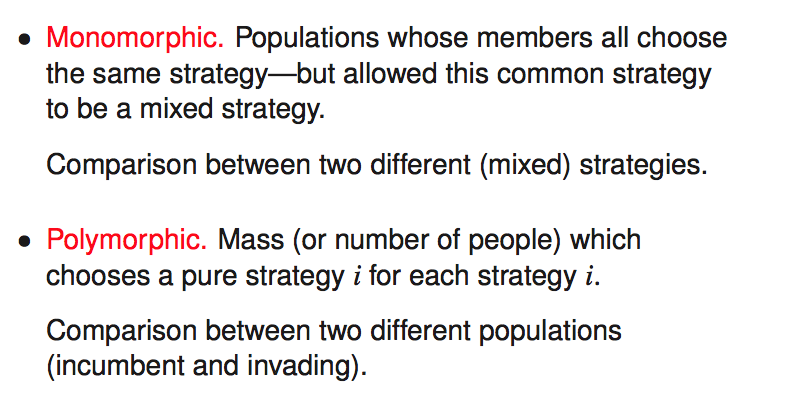 • Monomorphic. Populations whose members all choose
the same strategy—but allowed this common strategy
to be a mixed strategy.
Comparison between two different (mixed) strategies.
• Polymorphic. Mass (or number of people) which
chooses a pure strategy i for each strategy i.
Comparison between two different populations
(incumbent and invading).